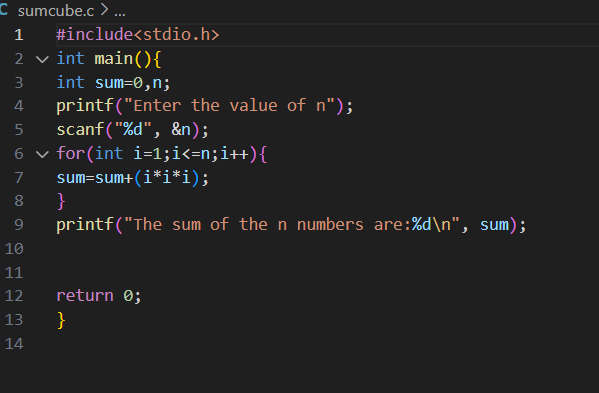 C sumcube.c > ...
1 #include<stdio.h>
2 int main(){
3 int sum=0,n;
4 printf("Enter the value of n");
5 scanf("%d", &n);
6 for(int i=1;i<=n;i++){
7 sum=sum+(i*i*i);
8 }
9 printf("The sum of the n numbers are:%d\n", sum);
10
11
12 return 0;
13 }
14